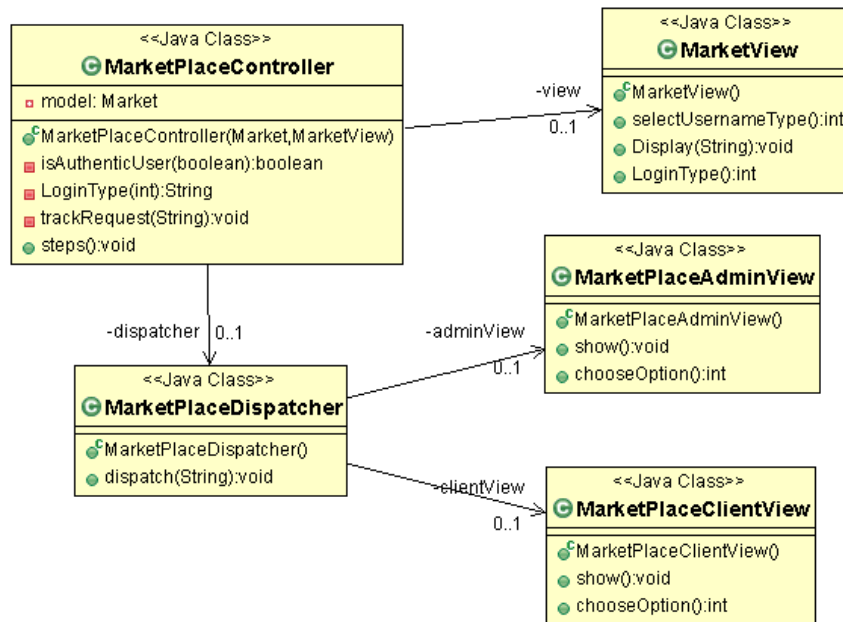 <<Java Class>>
MarketPlaceController
model: Market
MarketPlaceController(Market,MarketView)
isAuthenticUser(boolean):boolean
LoginType(int):String
trackRequest(String):void
steps():void
-view
0..1
<<Java Class>>
MarketView
MarketView()
selectUsernameType():int
Display(String):void
LoginType():int
-dispatcher
0..1
<<Java Class>>
MarketPlaceDispatcher
MarketPlaceDispatcher()
dispatch(String):void
-adminView
0..1
<<Java Class>>
MarketPlaceAdminView
MarketPlaceAdminView()
show():void
chooseOption():int
-clientView
0..1
<<Java Class>>
MarketPlaceClientView
MarketPlaceClientView()
show():void
chooseOption():int